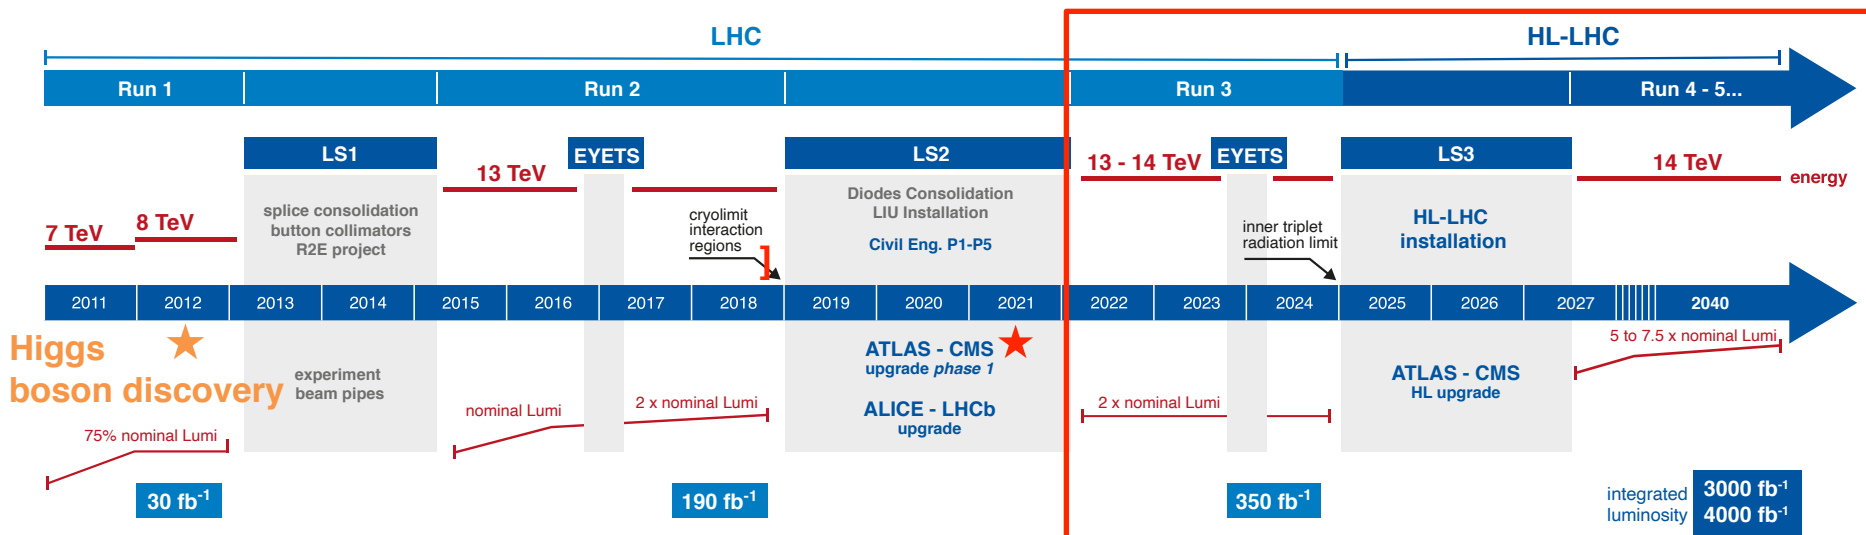 LHC
HL-LHC
Run 1
Run 2
Run 3
Run 4 - 5...
LS1
EYETS
LS2
EYETS
LS3
7 TeV
8 TeV
13 TeV
13 - 14 TeV
14 TeV
energy
splice consolidation
button collimators
R2E project
cryolimit
interaction
regions
Diodes Consolidation
LIU Installation
Civil Eng. P1-P5
inner triplet
radiation limit
HL-LHC
installation
2011
2012
2013
2014
2015
2016
2017
2018
2019
2020
2021
2022
2023
2024
2025
2026
2027
2040
Higgs
boson discovery
experiment
beam pipes
75% nominal Lumi
nominal Lumi
2 x nominal Lumi
ATLAS - CMS
upgrade phase 1
ALICE - LHCb
upgrade
2 x nominal Lumi
ATLAS - CMS
HL upgrade
5 to 7.5 x nominal Lumi
30 fb-1
190 fb-1
350 fb-1
integrated
luminosity
3000 fb-1
4000 fb-1